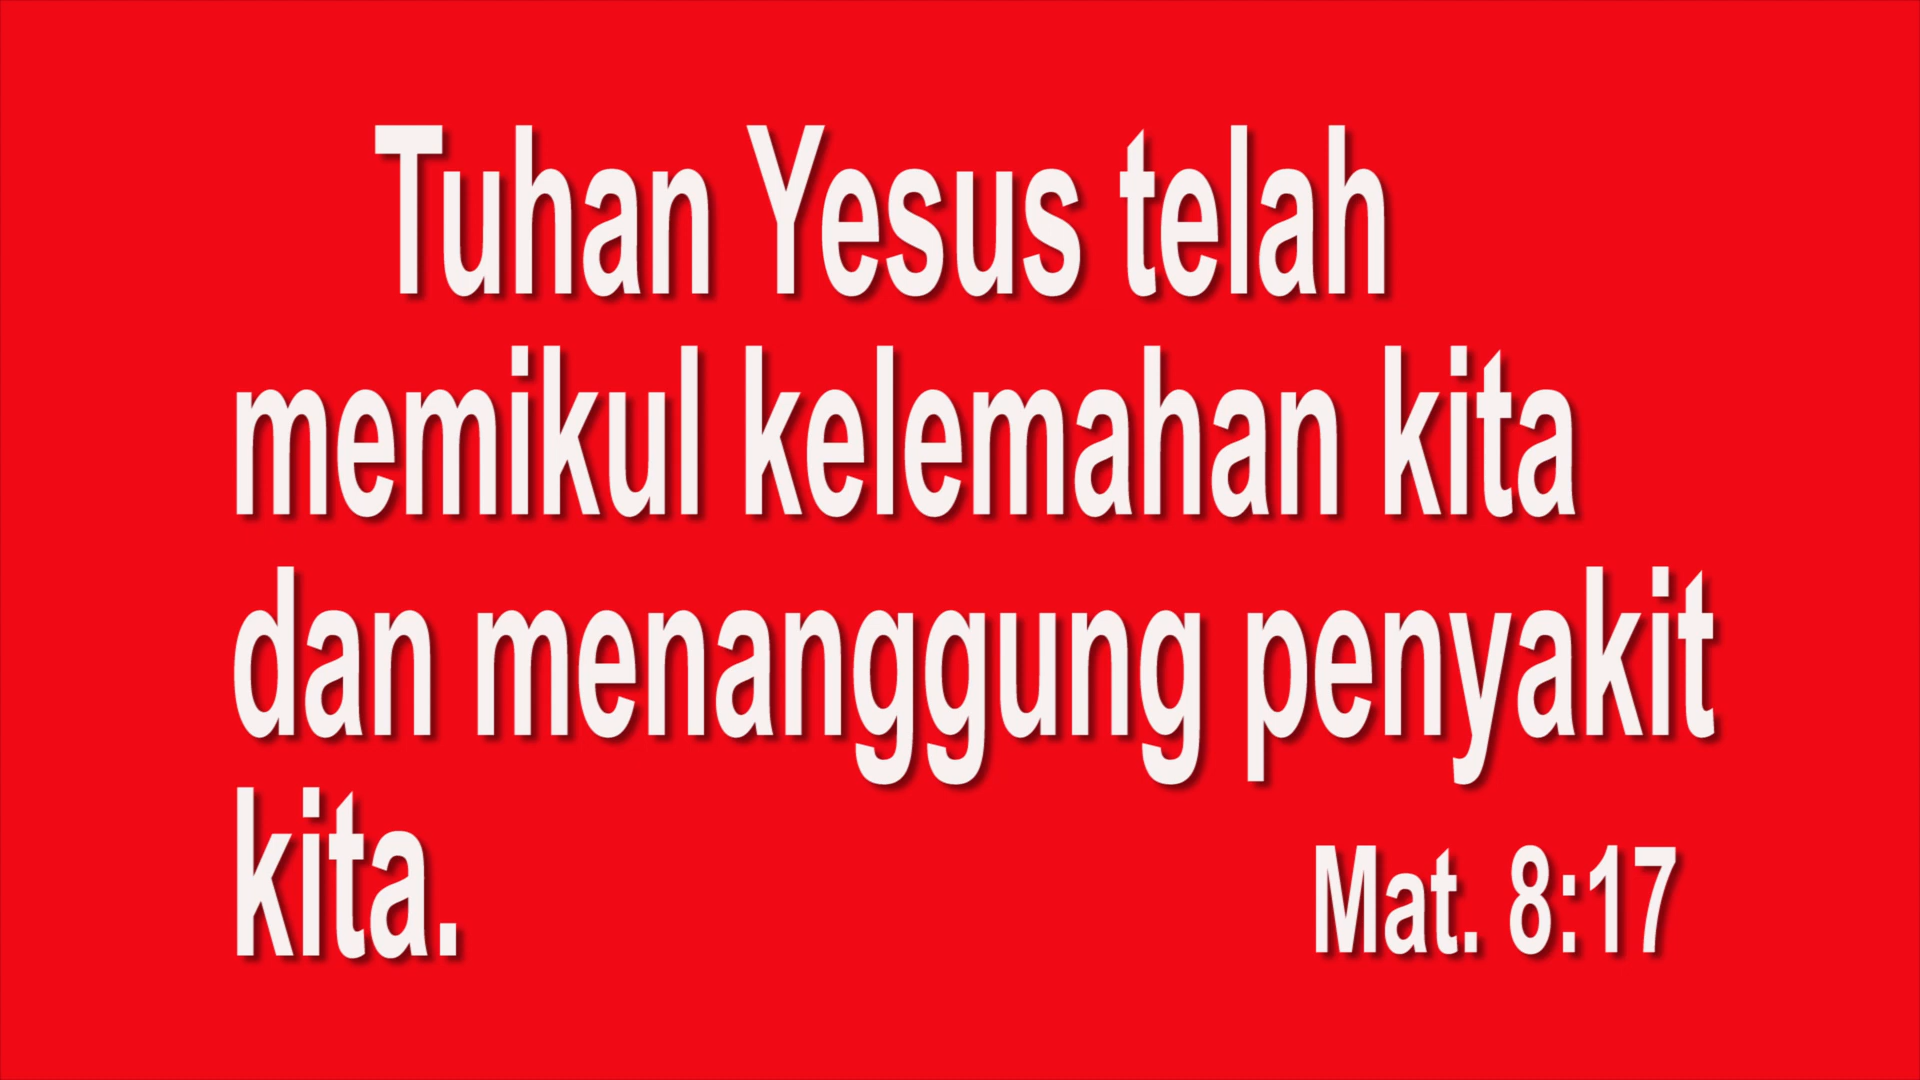 Tuhan Yesus telah
memikul kelemahan kita
dan menanggung penyakit
kita.
Mat. 8:17